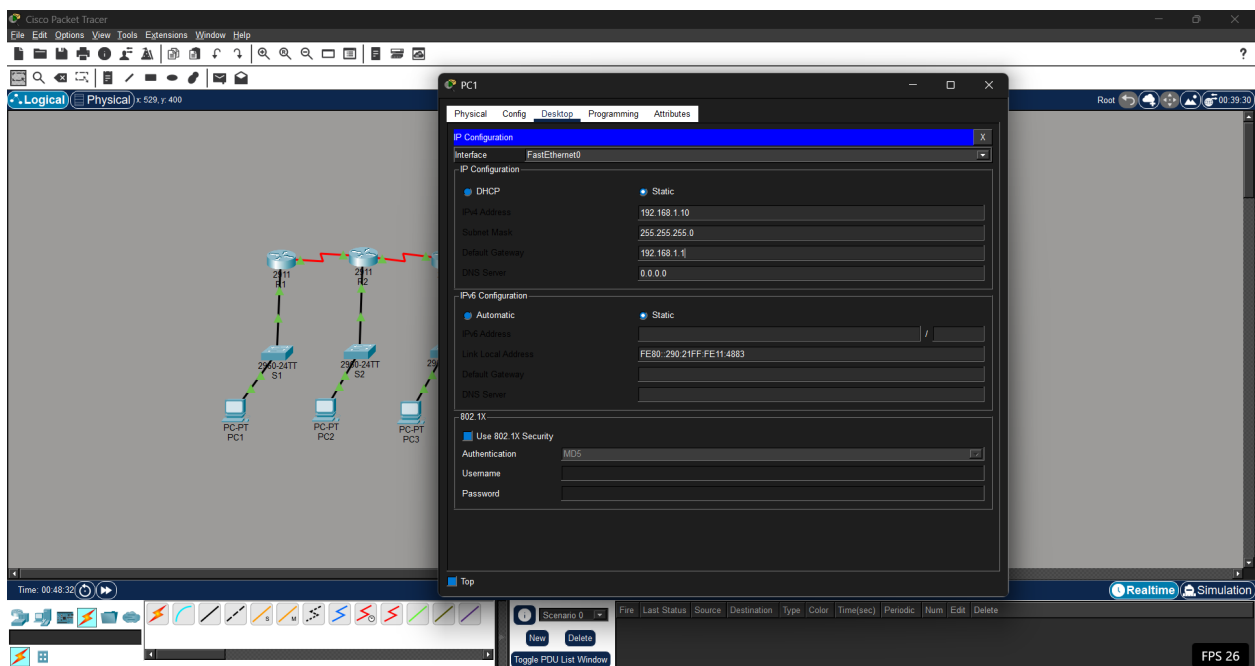 Cisco Packet Tracer
File Edit Options View Tools Extensions Window Help
?
Logical Physical x: 529, y: 400
Root 00:39:30
PC1
Physical Config Desktop Programming Attributes
IP Configuration X
Interface FastEthernet0
IP Configuration
DHCP Static
IPv4 Address 192.168.1.10
Subnet Mask 255.255.255.0
Default Gateway 192.168.1.1
DNS Server 0.0.0.0
IPv6 Configuration
Automatic Static
IPv6 Address /
Link Local Address FE80::290:21FF:FE11:4883
Default Gateway
DNS Server
802.1X
Use 802.1X Security
Authentication MD5
Username
Password
Top
2911
R1
2911
R2
2960-24TT
S1
2960-24TT
S2
29
PC-PT
PC1
PC-PT
PC2
PC-PT
PC3
Time: 00:48:32
Realtime Simulation
Scenario 0
New Delete
Toggle PDU List Window
Fire Last Status Source Destination Type Color Time(sec) Periodic Num Edit Delete
FPS 26